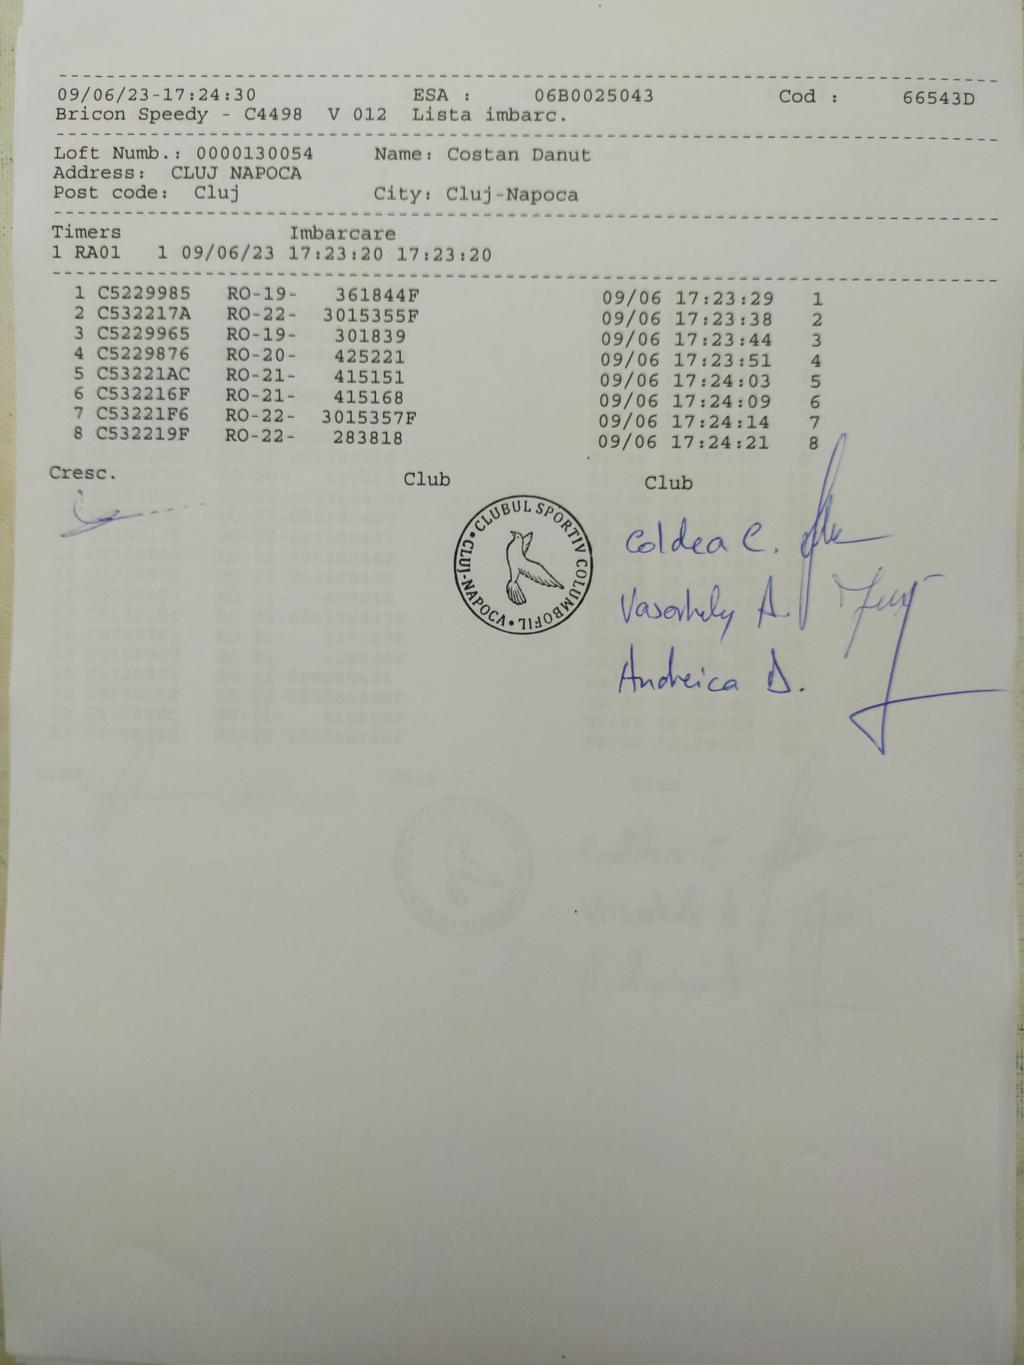 09/06/23-17:24:30 ESA : 06B0025043 Cod : 66543D
Bricon Speedy - C4498 V 012 Lista imbarc.
Loft Numb.: 0000130054 Name: Costan Danut
Address: CLUJ NAPOCA
Post code: Cluj City: Cluj-Napoca
Timers Imbarcare
1 RA01 1 09/06/23 17:23:20 17:23:20
1 C5229985 RO-19- 361844F 09/06 17:23:29 1
2 C532217A RO-22- 3015355F 09/06 17:23:38 2
3 C5229965 RO-19- 301839 09/06 17:23:44 3
4 C5229876 RO-20- 425221 09/06 17:23:51 4
5 C53221AC RO-21- 415151 09/06 17:24:03 5
6 C532216F RO-21- 415168 09/06 17:24:09 6
7 C53221F6 RO-22- 3015357F 09/06 17:24:14 7
8 C532219F RO-22- 283818 09/06 17:24:21 8
Cresc. Club Club
CLUBUL SPORTIV COLUMBOFIL • CLUJ-NAPOCA •
Coldea C.
Vasarhely A.
Andreica D.